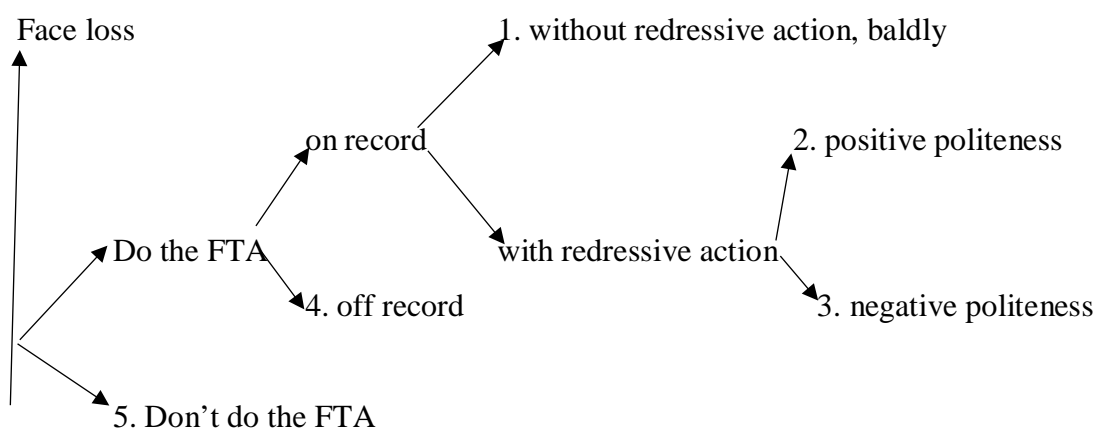 Face loss
1. without redressive action, baldly
on record
2. positive politeness
Do the FTA
with redressive action
4. off record
3. negative politeness
5. Don’t do the FTA